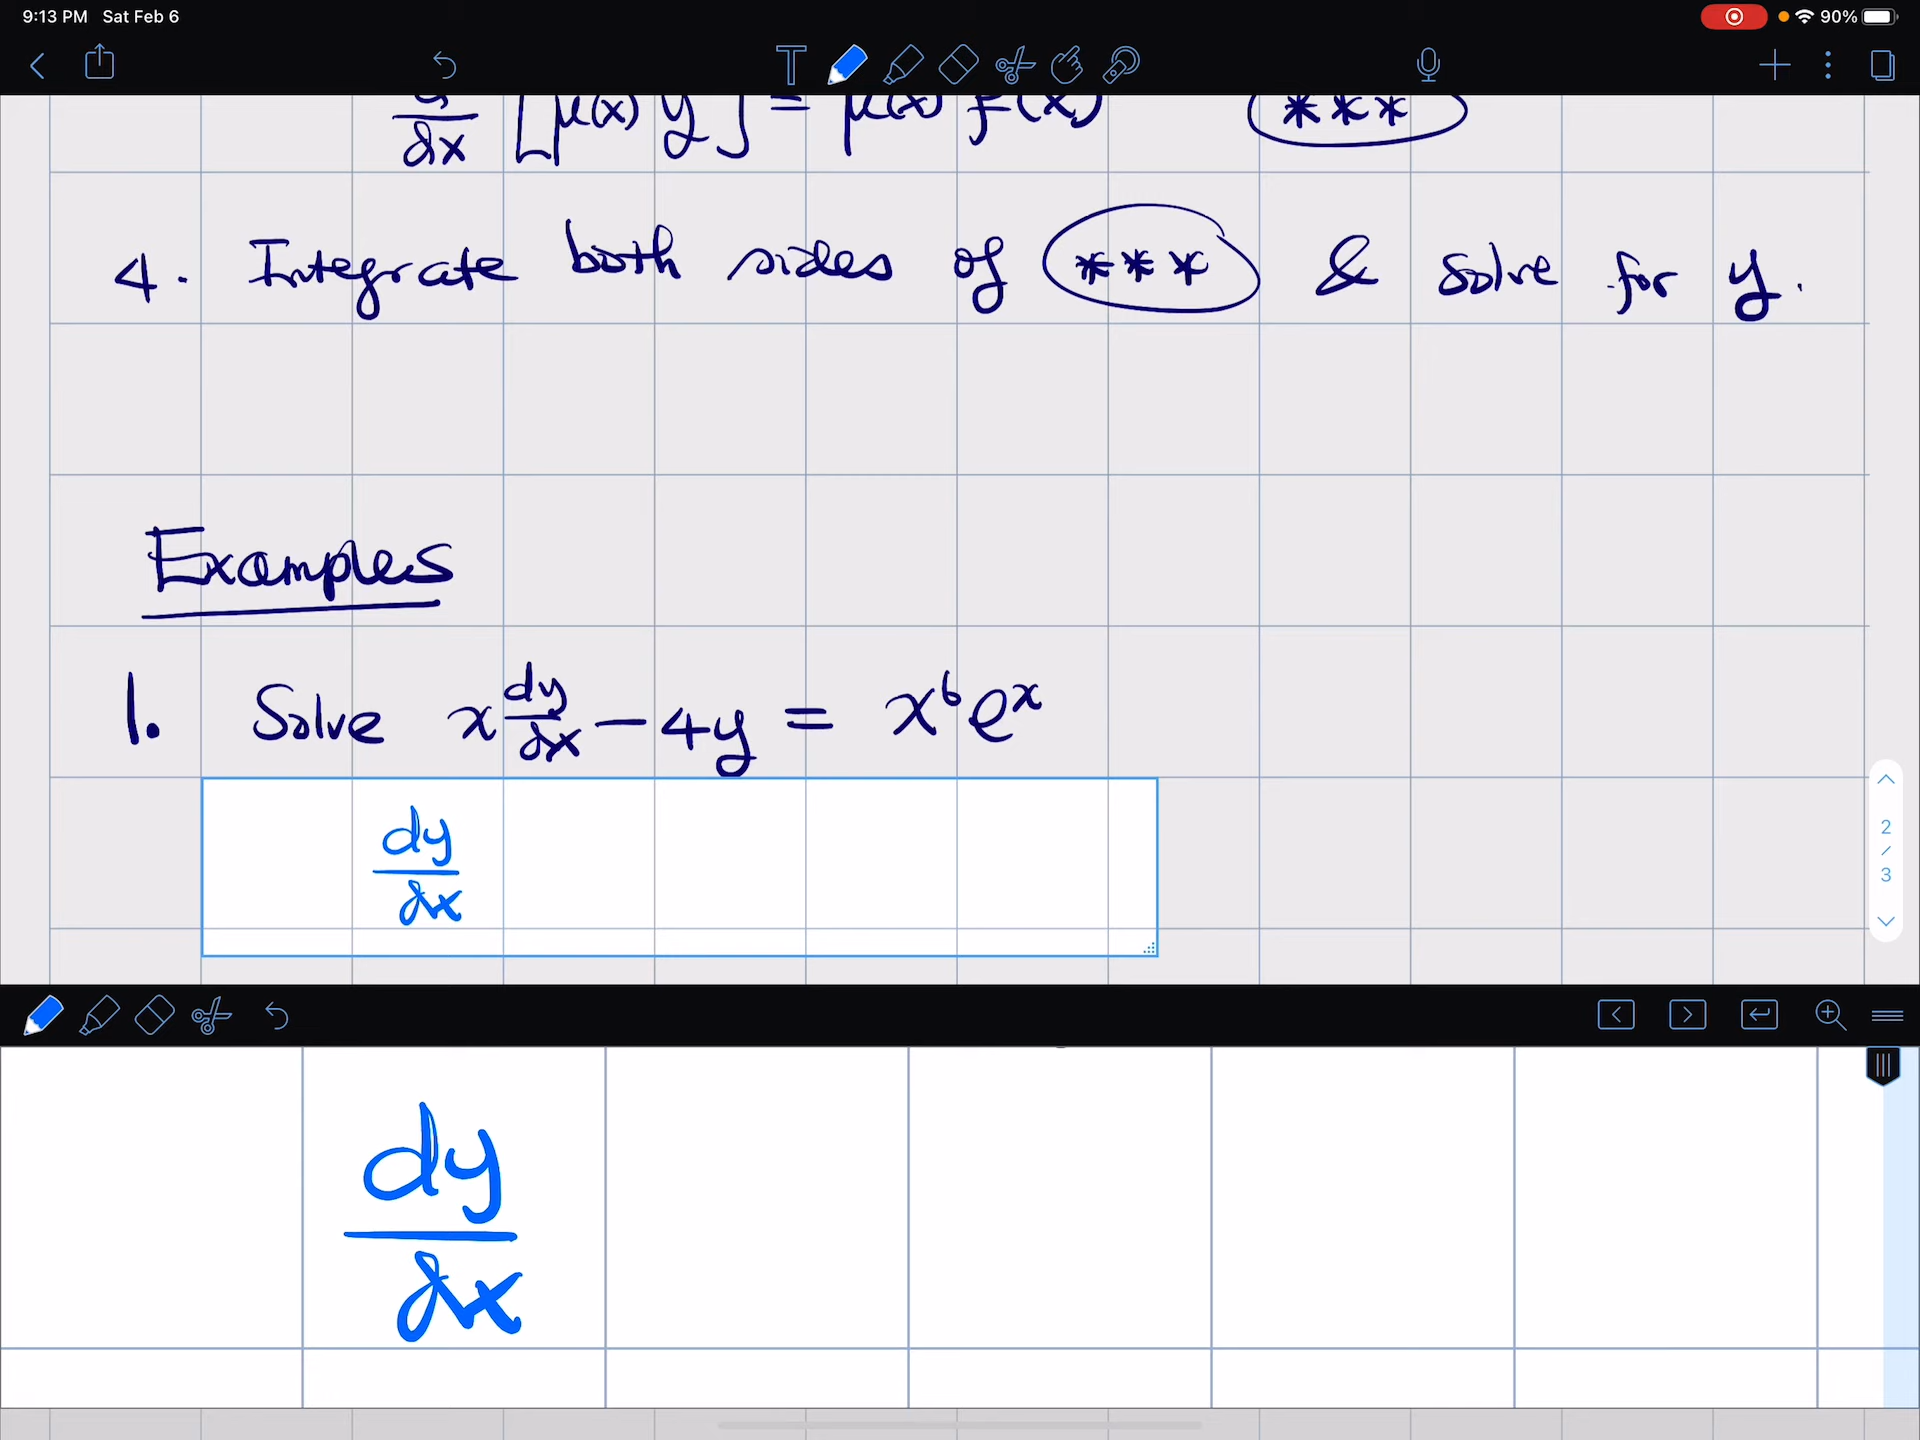 9:13 PM Sat Feb 6
90%
d/dx [μ(x) y] = μ(x) f(x) ***
4. Integrate both sides of *** & solve for y.
Examples
1. Solve x dy/dx - 4y = x⁶eˣ
dy/dx
2 / 3
dy/dx